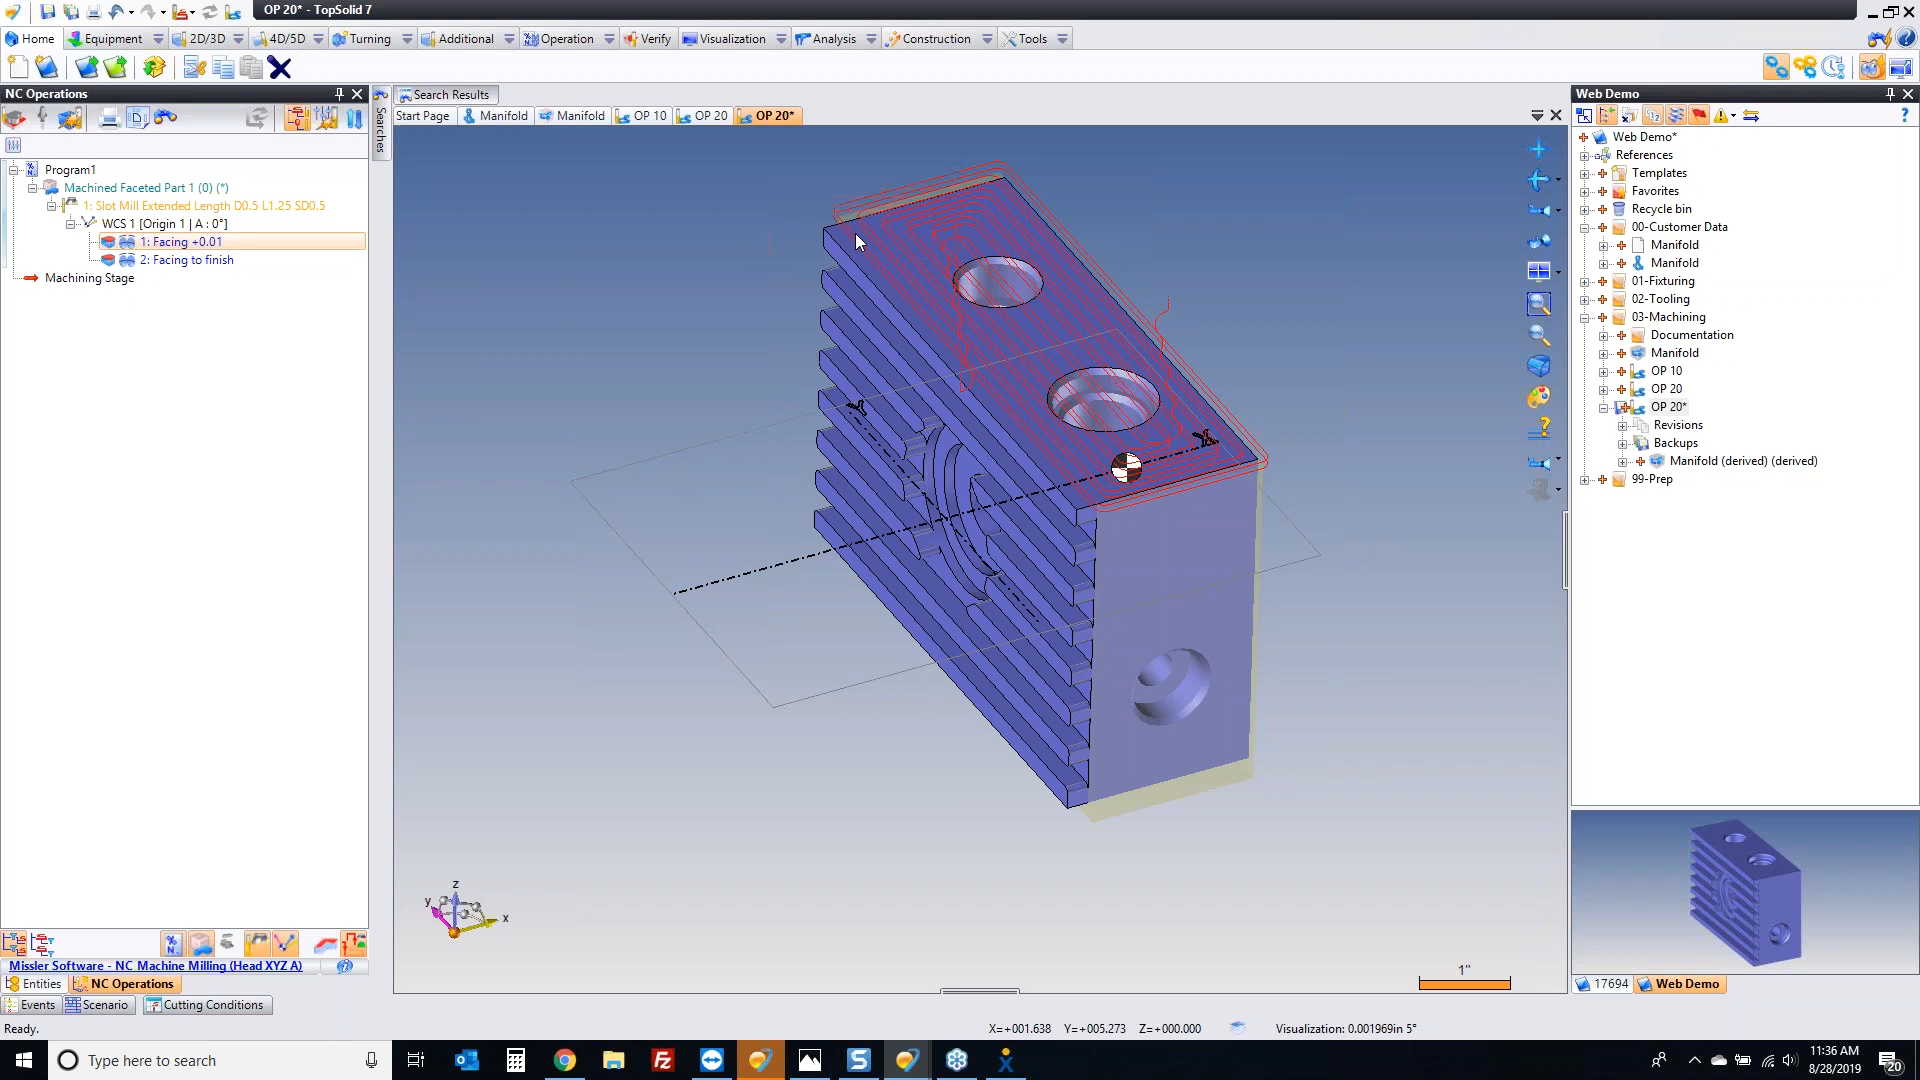 OP 20* - TopSolid 7
Home Equipment 2D/3D 4D/5D Turning Additional Operation Verify Visualization Analysis Construction Tools
NC Operations
Program1
Machined Faceted Part 1 (0) (*)
1: Slot Mill Extended Length D0.5 L1.25 SD0.5
WCS 1 [Origin 1 | A : 0°]
1: Facing +0.01
2: Facing to finish
Machining Stage
Missler Software - NC Machine Milling (Head XYZ A)
Entities NC Operations
Events Scenario Cutting Conditions
Ready.
Searches
Search Results
Start Page Manifold Manifold OP 10 OP 20 OP 20*
Y
X
z
y
x
1"
X=+001.638 Y=+005.273 Z=+000.000 Visualization: 0.001969in 5°
Web Demo
Web Demo*
References
Templates
Favorites
Recycle bin
00-Customer Data
Manifold
Manifold
01-Fixturing
02-Tooling
03-Machining
Documentation
Manifold
OP 10
OP 20
OP 20*
Revisions
Backups
Manifold (derived) (derived)
99-Prep
17694 Web Demo
Type here to search
11:36 AM
8/28/2019
20